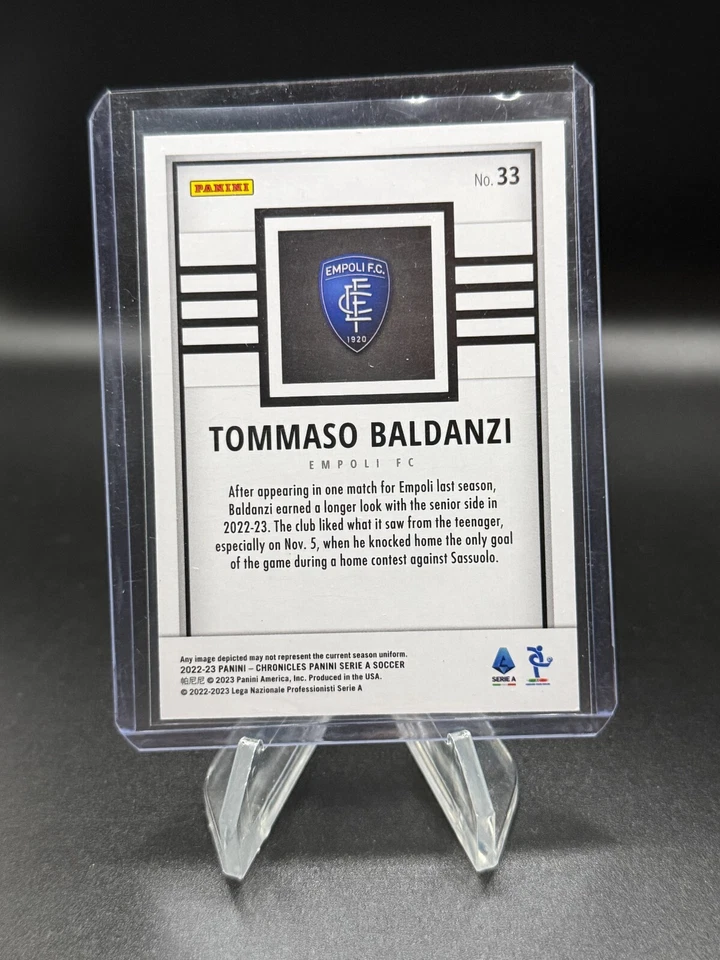 PANINI
No. 33
EMPOLI F.C.
1920
TOMMASO BALDANZI
EMPOLI FC
After appearing in one match for Empoli last season,
Baldanzi earned a longer look with the senior side in
2022-23. The club liked what it saw from the teenager,
especially on Nov. 5, when he knocked home the only goal
of the game during a home contest against Sassuolo.
Any image depicted may not represent the current season uniform.
2022-23 PANINI – CHRONICLES PANINI SERIE A SOCCER
帕尼尼 © 2023 Panini America, Inc. Produced in the USA.
© 2022-2023 Lega Nazionale Professionisti Serie A
SERIE A